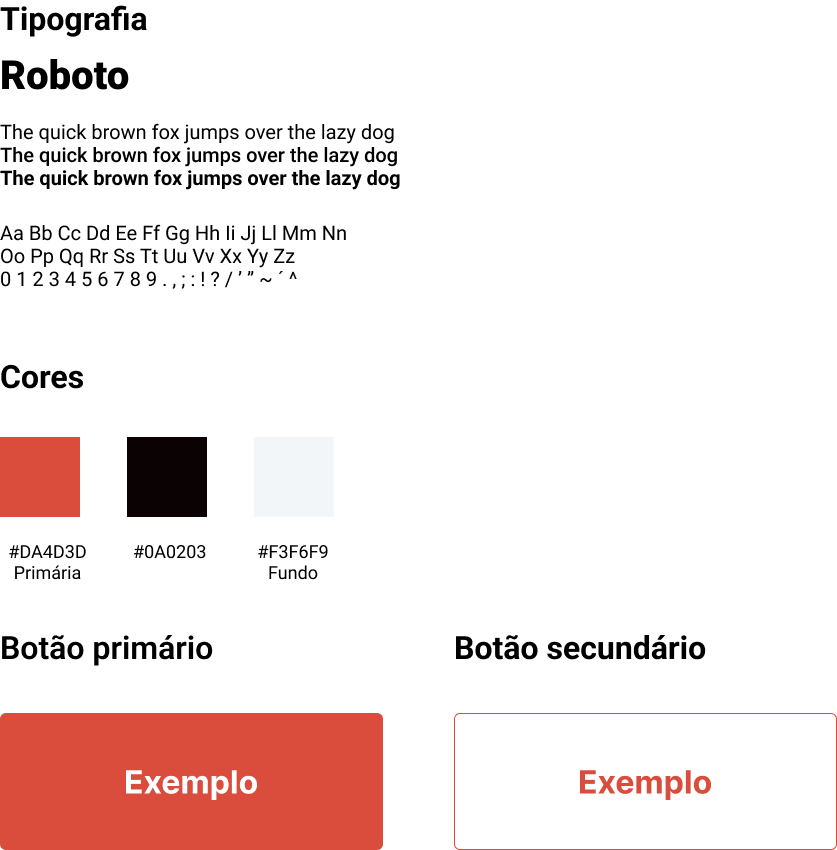 Tipografia
Roboto
The quick brown fox jumps over the lazy dog
The quick brown fox jumps over the lazy dog
The quick brown fox jumps over the lazy dog
Aa Bb Cc Dd Ee Ff Gg Hh Ii Jj Ll Mm Nn
Oo Pp Qq Rr Ss Tt Uu Vv Xx Yy Zz
0 1 2 3 4 5 6 7 8 9 . , ; : ! ? / ’ ” ~ ´ ^
Cores
#DA4D3D
Primária
#0A0203
#F3F6F9
Fundo
Botão primário
Exemplo
Botão secundário
Exemplo